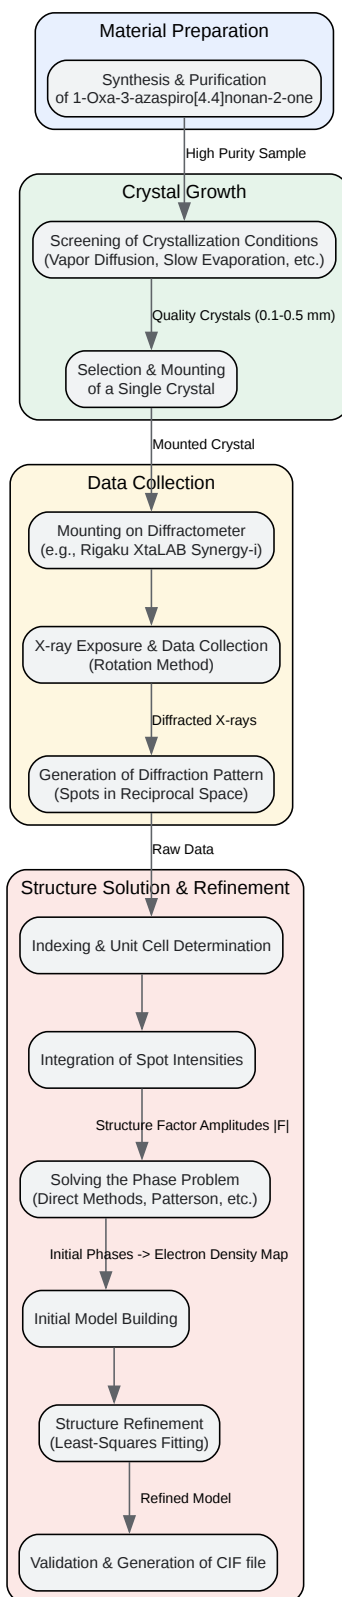 Material Preparation
Synthesis & Purification
of 1-Oxa-3-azaspiro[4.4]nonan-2-one
High Purity Sample
Crystal Growth
Screening of Crystallization Conditions
(Vapor Diffusion, Slow Evaporation, etc.)
Quality Crystals (0.1-0.5 mm)
Selection & Mounting
of a Single Crystal
Mounted Crystal
Data Collection
Mounting on Diffractometer
(e.g., Rigaku XtaLAB Synergy-i)
X-ray Exposure & Data Collection
(Rotation Method)
Diffracted X-rays
Generation of Diffraction Pattern
(Spots in Reciprocal Space)
Raw Data
Structure Solution & Refinement
Indexing & Unit Cell Determination
Integration of Spot Intensities
Structure Factor Amplitudes |F|
Solving the Phase Problem
(Direct Methods, Patterson, etc.)
Initial Phases -> Electron Density Map
Initial Model Building
Structure Refinement
(Least-Squares Fitting)
Refined Model
Validation & Generation of CIF file